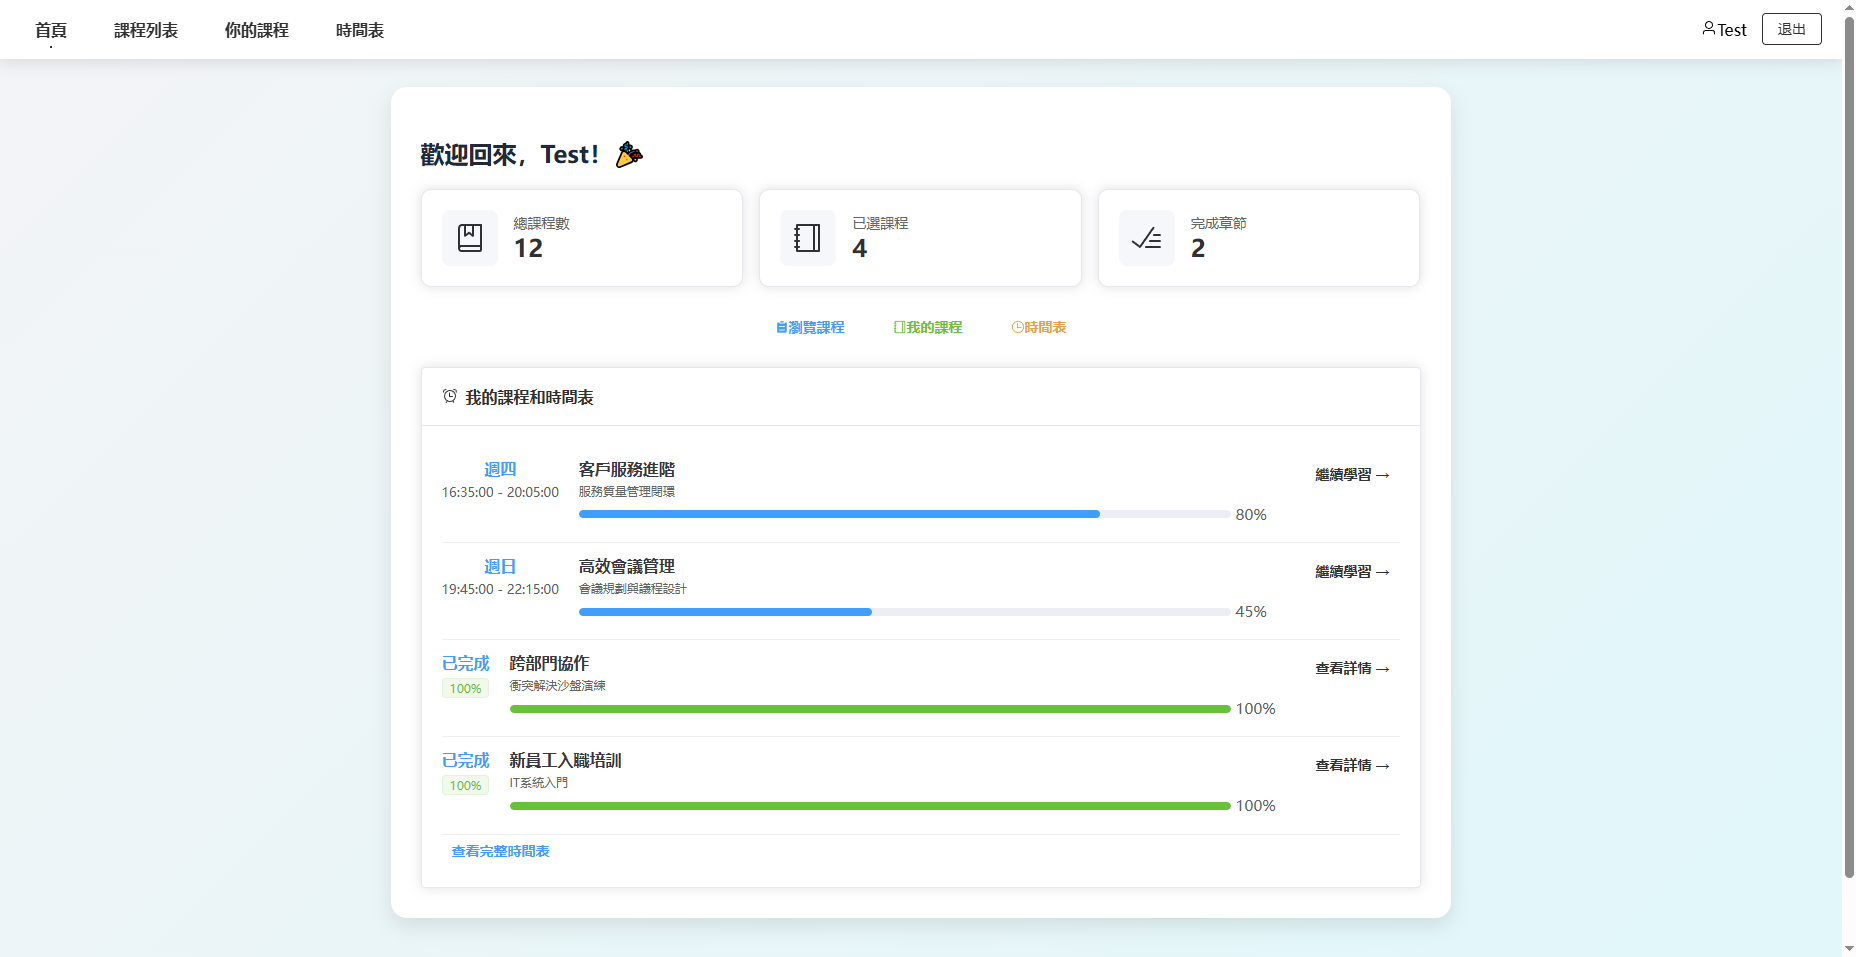 首頁 課程列表 你的課程 時間表 Test 退出
歡迎回來，Test！
總課程數
12
已選課程
4
完成章節
2
瀏覽課程 我的課程 時間表
我的課程和時間表
週四
16:35:00 - 20:05:00
客戶服務進階
服務質量管理閉環
80%
繼續學習 →
週日
19:45:00 - 22:15:00
高效會議管理
會議規劃與議程設計
45%
繼續學習 →
已完成
100%
跨部門協作
衝突解決沙盤演練
100%
查看詳情 →
已完成
100%
新員工入職培訓
IT系統入門
100%
查看詳情 →
查看完整時間表